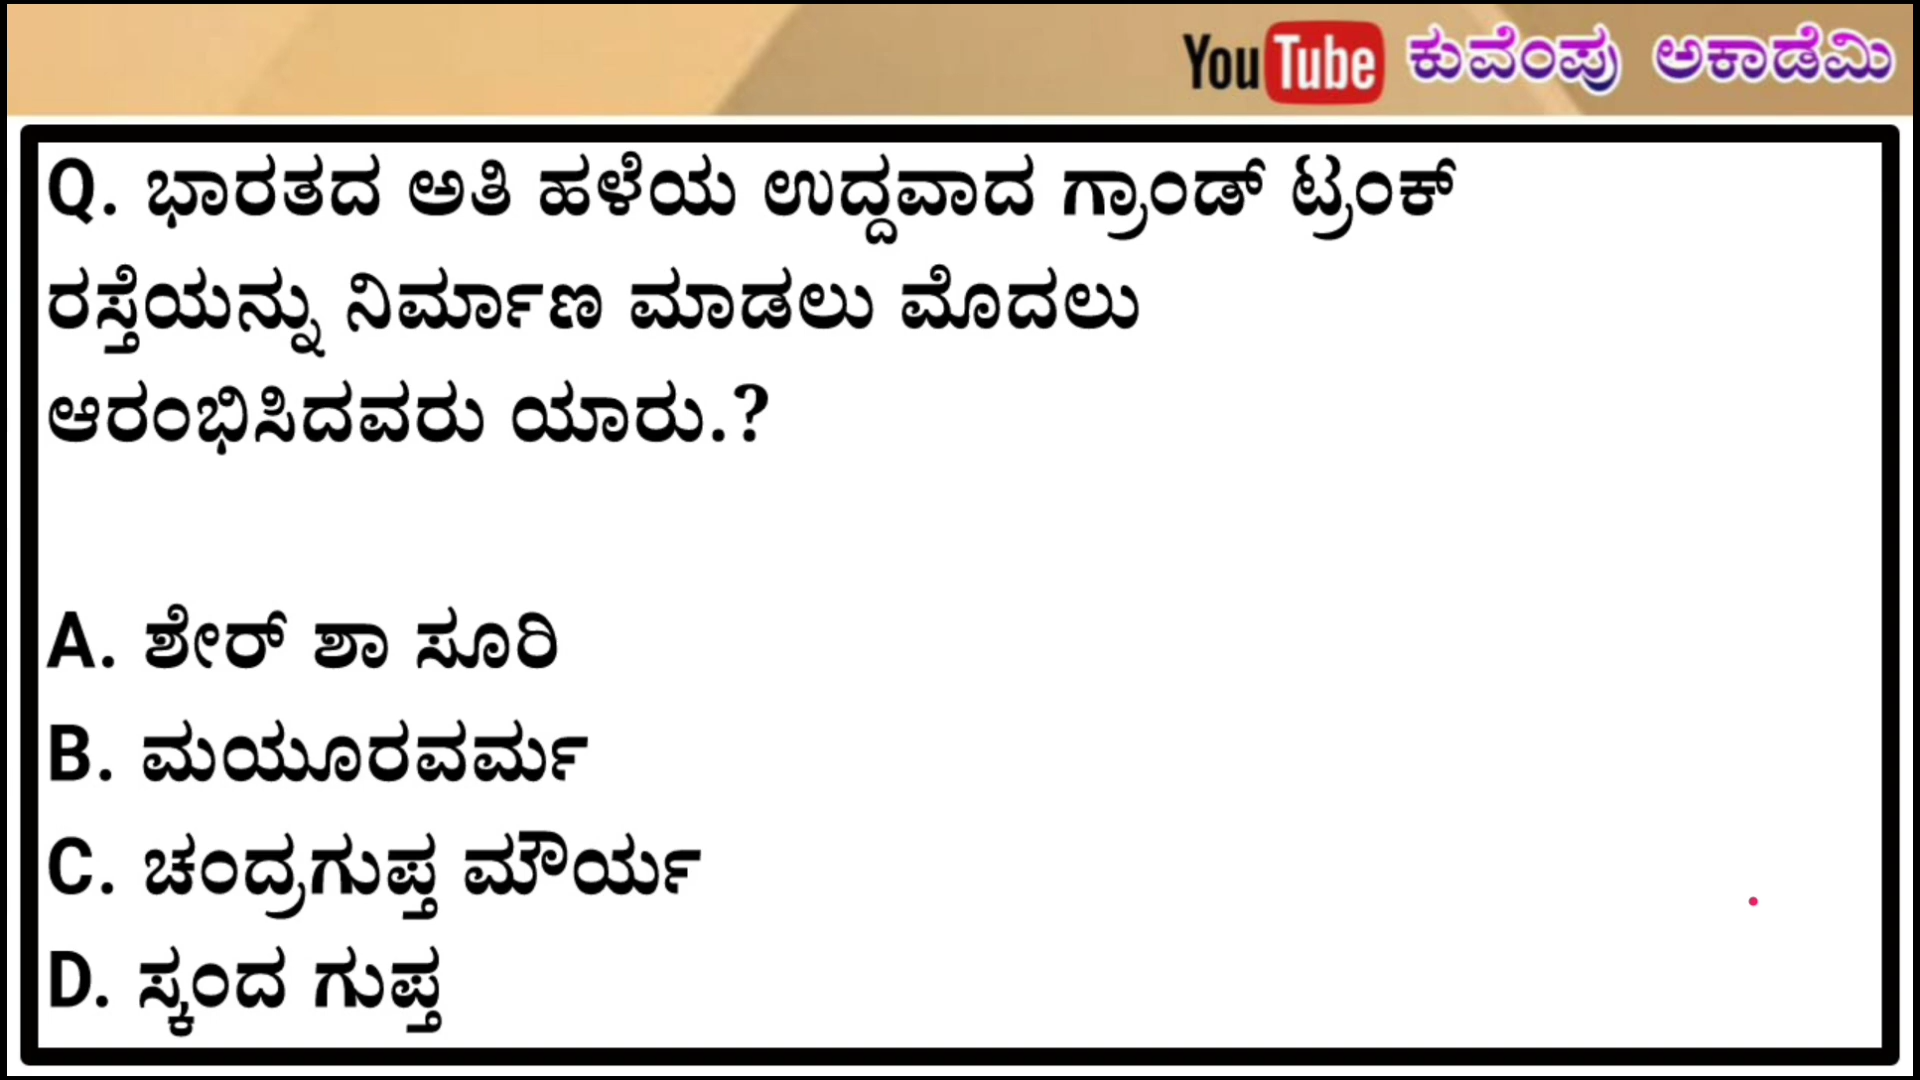 YouTube ಕುವೆಂಪು ಅಕಾಡೆಮಿ
Q. ಭಾರತದ ಅತಿ ಹಳೆಯ ಉದ್ದವಾದ ಗ್ರಾಂಡ್ ಟ್ರಂಕ್
ರಸ್ತೆಯನ್ನು ನಿರ್ಮಾಣ ಮಾಡಲು ಮೊದಲು
ಆರಂಭಿಸಿದವರು ಯಾರು.?
A. ಶೇರ್ ಶಾ ಸೂರಿ
B. ಮಯೂರವರ್ಮ
C. ಚಂದ್ರಗುಪ್ತ ಮೌರ್ಯ
D. ಸ್ಕಂದ ಗುಪ್ತ